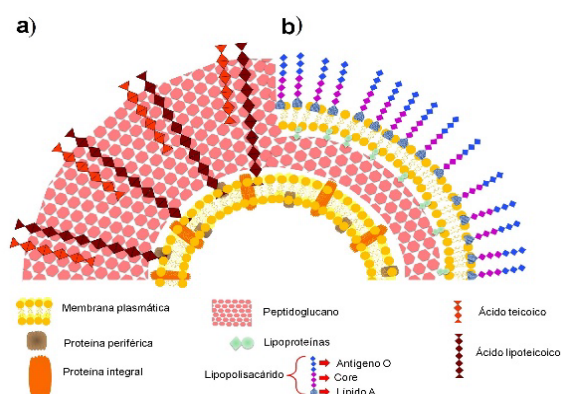 a)
b)
Membrana plasmática
Proteína periférica
Proteína integral
Peptidoglucano
Lipoproteínas
Lipopolisacárido
Antígeno O
Core
Lípido A
Ácido teicoico
Ácido lipoteicoico